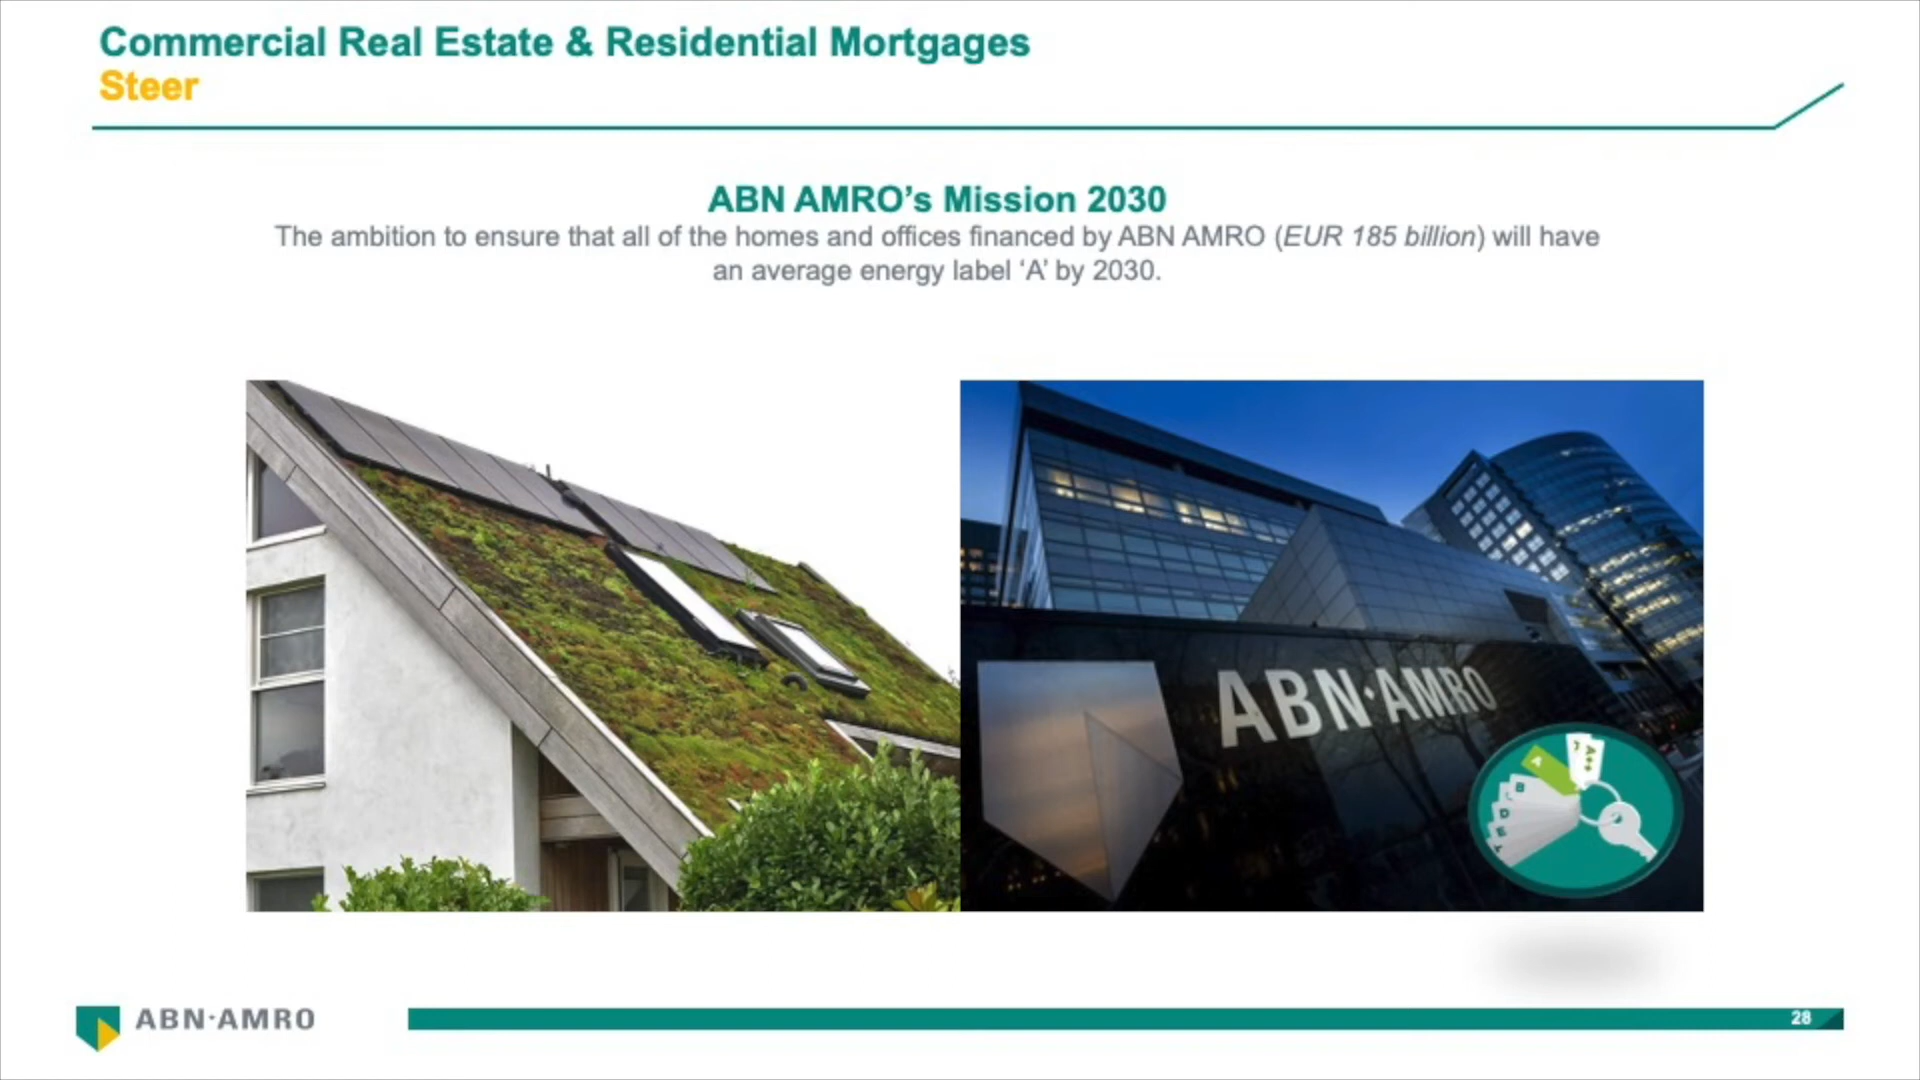 Commercial Real Estate & Residential Mortgages
Steer
ABN AMRO’s Mission 2030
The ambition to ensure that all of the homes and offices financed by ABN AMRO (EUR 185 billion) will have
an average energy label ‘A’ by 2030.
ABN·AMRO
A++
A
B
D
E
ABN·AMRO
28